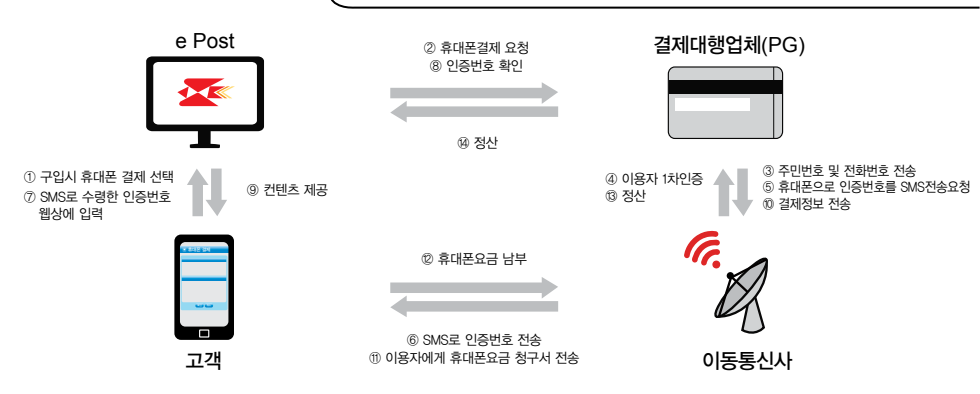 e Post
② 휴대폰결제 요청
⑧ 인증번호 확인
결제대행업체(PG)
⑭ 정산
① 구입시 휴대폰 결제 선택
⑦ SMS로 수령한 인증번호
웹상에 입력
⑨ 컨텐츠 제공
④ 이용자 1차인증
⑬ 정산
③ 주민번호 및 전화번호 전송
⑤ 휴대폰으로 인증번호를 SMS전송요청
⑩ 결제정보 전송
⑫ 휴대폰요금 납부
⑥ SMS로 인증번호 전송
⑪ 이용자에게 휴대폰요금 청구서 전송
고객
이동통신사